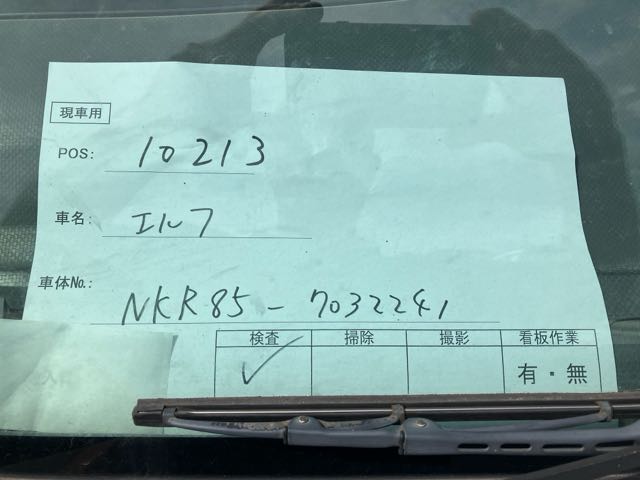 現車用
POS: 10213
車名: エルフ
車体No.: NKR85-7032241
検査 掃除 撮影 看板作業
✓ 有・無